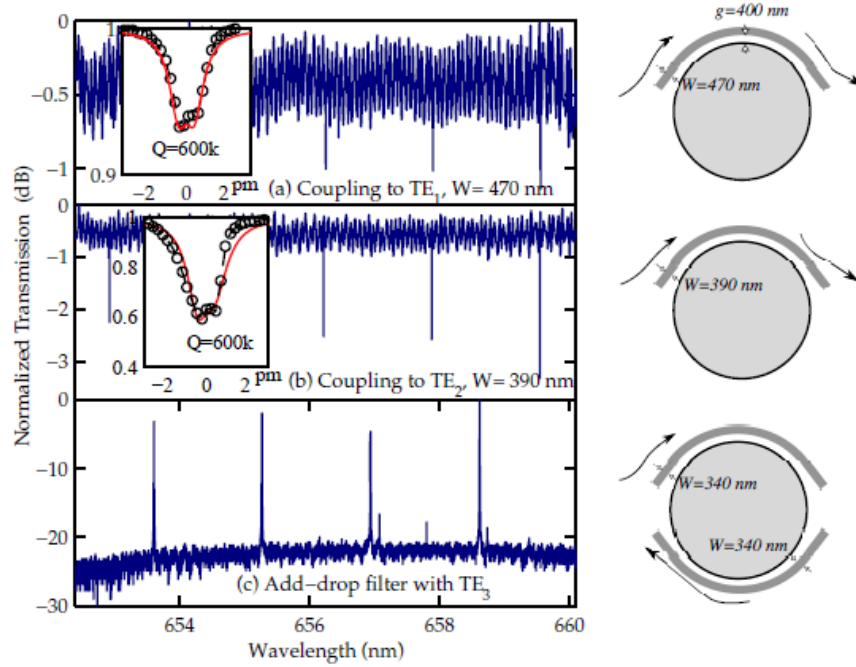 Normalized Transmission (dB)
0
−0.5
−1
1
0.9
Q=600k
−2 0 2 pm
(a) Coupling to TE1, W= 470 nm
0
−1
−2
−3
1
0.8
0.6
0.4
Q=600k
−2 0 2 pm
(b) Coupling to TE2, W= 390 nm
0
−10
−20
−30
(c) Add−drop filter with TE3
654 656 658 660
Wavelength (nm)
g=400 nm
W=470 nm
W=390 nm
W=340 nm
W=340 nm